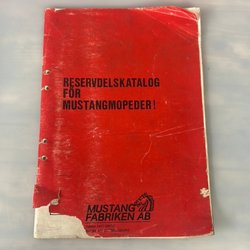 RESERVDELSKATALOG
FÖR
MUSTANGMOPEDER!
MUSTANG
FABRIKEN AB